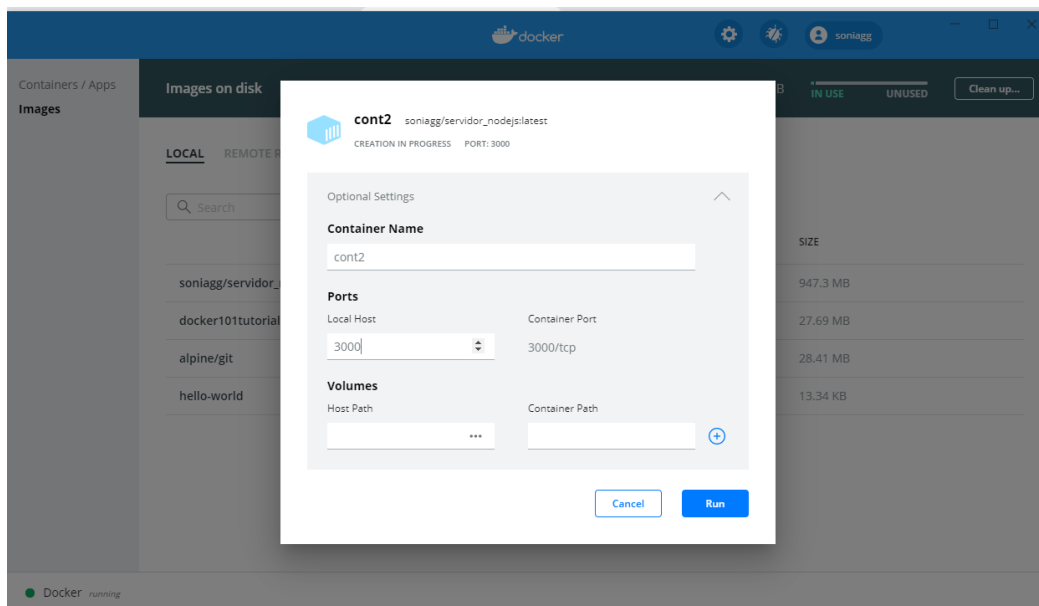 docker
soniagg
Containers / Apps
Images
Images on disk
B
IN USE
UNUSED
Clean up...
cont2 soniagg/servidor_nodejs:latest
CREATION IN PROGRESS PORT: 3000
LOCAL REMOTE R
Optional Settings
Search
Container Name
cont2
SIZE
soniagg/servidor_ 947.3 MB
Ports
Local Host Container Port
docker101tutorial 27.69 MB
3000 3000/tcp
alpine/git 28.41 MB
Volumes
hello-world 13.34 KB
Host Path Container Path
...
Cancel Run
Docker running